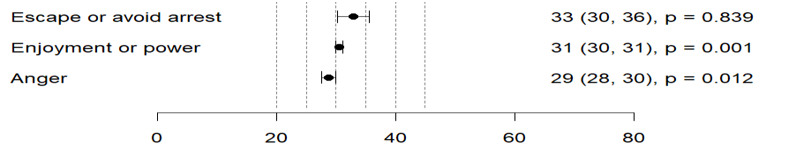 Escape or avoid arrest 33 (30, 36), p = 0.839
Enjoyment or power 31 (30, 31), p = 0.001
Anger 29 (28, 30), p = 0.012
0 20 40 60 80